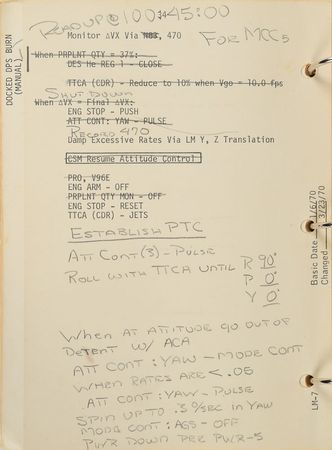 READUP @ 100:34:45:00
Monitor ΔVX Via N83, 470
FOR MCC5
DOCKED DPS BURN
(MANUAL)
When PRPLNT QTY = 37%:
DES He REG 1 - CLOSE
TTCA (CDR) - Reduce to 10% when Vgo = 10.0 fps
SHUT DOWN
When ΔVX = Final ΔVX:
ENG STOP - PUSH
ATT CONT: YAW - PULSE
RECORD 470
Damp Excessive Rates Via LM Y, Z Translation
CSM Resume Attitude Control
PRO, V96E
ENG ARM - OFF
PRPLNT QTY MON - OFF
ENG STOP - RESET
TTCA (CDR) - JETS
ESTABLISH PTC
ATT CONT (3) - PULSE
ROLL WITH TTCA UNTIL R 90°
P 0°
Y 0°
WHEN AT ATTITUDE GO OUT OF
DETENT W/ ACA
ATT CONT : YAW - MODE CONT
WHEN RATES ARE < .05
ATT CONT : YAW - PULSE
SPIN UP TO .5°/SEC IN YAW
MODE CONT : AGS - OFF
PWR DOWN PER PWR-5
Basic Date 1/6/70
Changed 3/23/70
LM-7